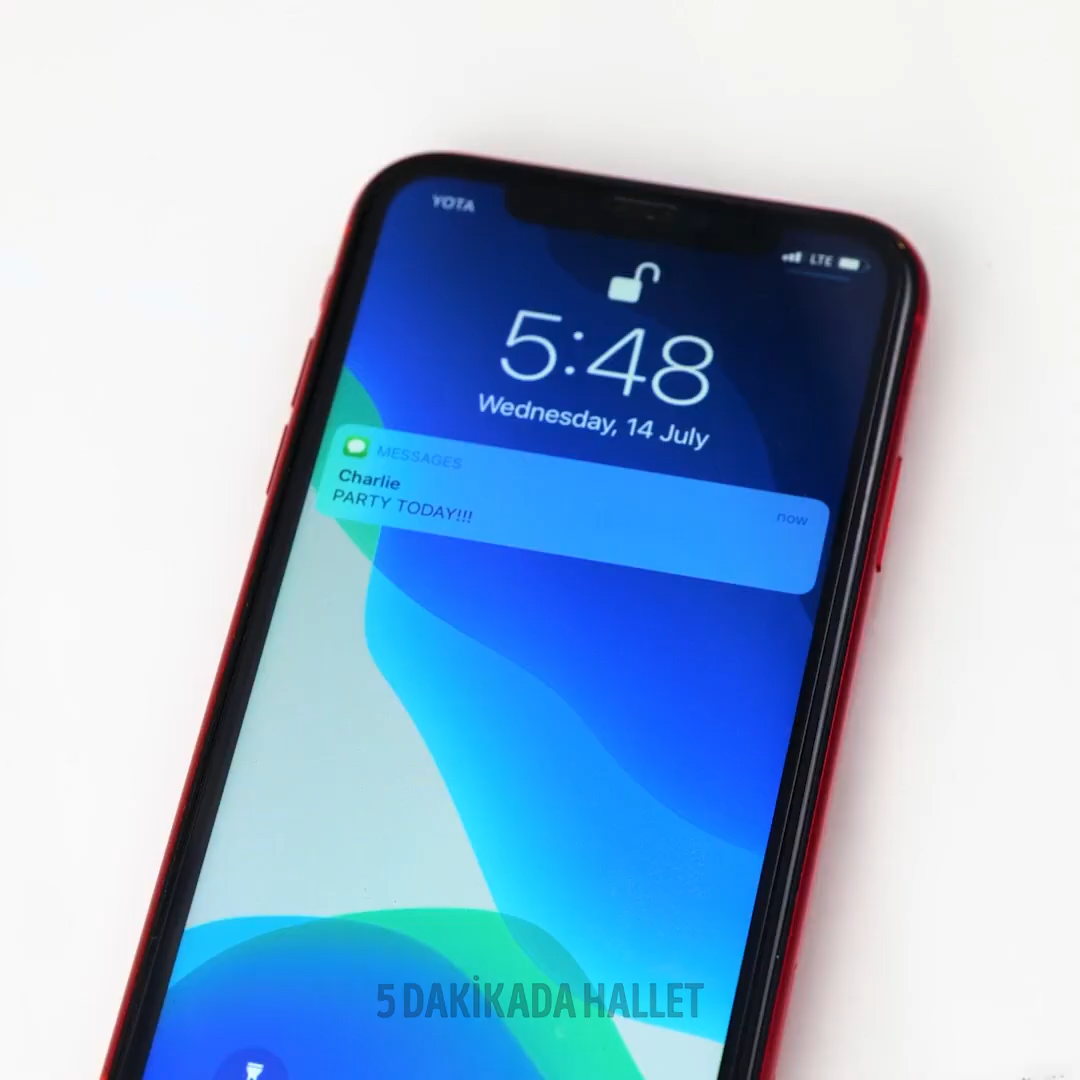 YOTA
LTE
5:48
Wednesday, 14 July
MESSAGES
now
Charlie
PARTY TODAY!!!
5 DAKİKADA HALLET